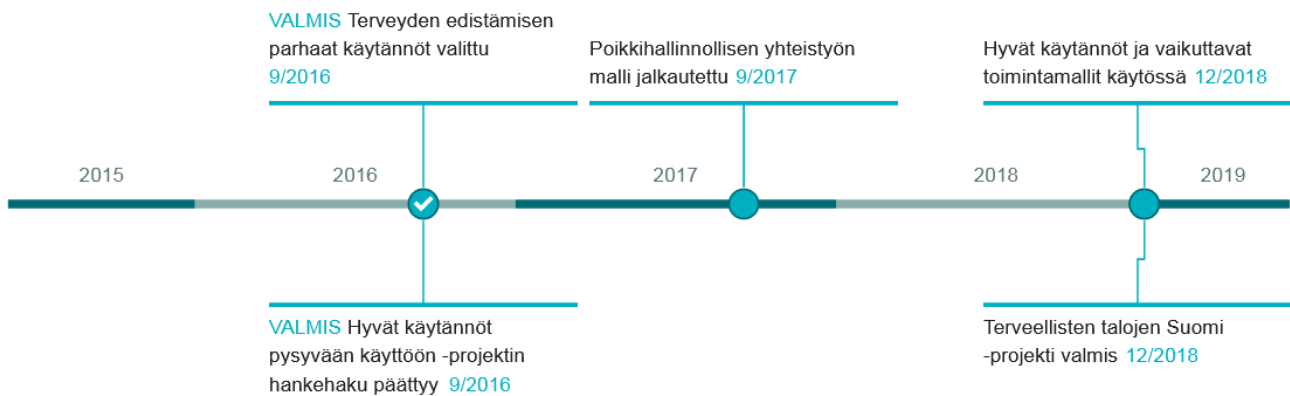 VALMIS Terveyden edistämisen
parhaat käytännöt valittu
9/2016
Poikkihallinnollisen yhteistyön
malli jalkautettu 9/2017
Hyvät käytännöt ja vaikuttavat
toimintamallit käytössä 12/2018
2015
2016
2017
2018
2019
VALMIS Hyvät käytännöt
pysyvään käyttöön -projektin
hankehaku päättyy 9/2016
Terveellisten talojen Suomi
-projekti valmis 12/2018